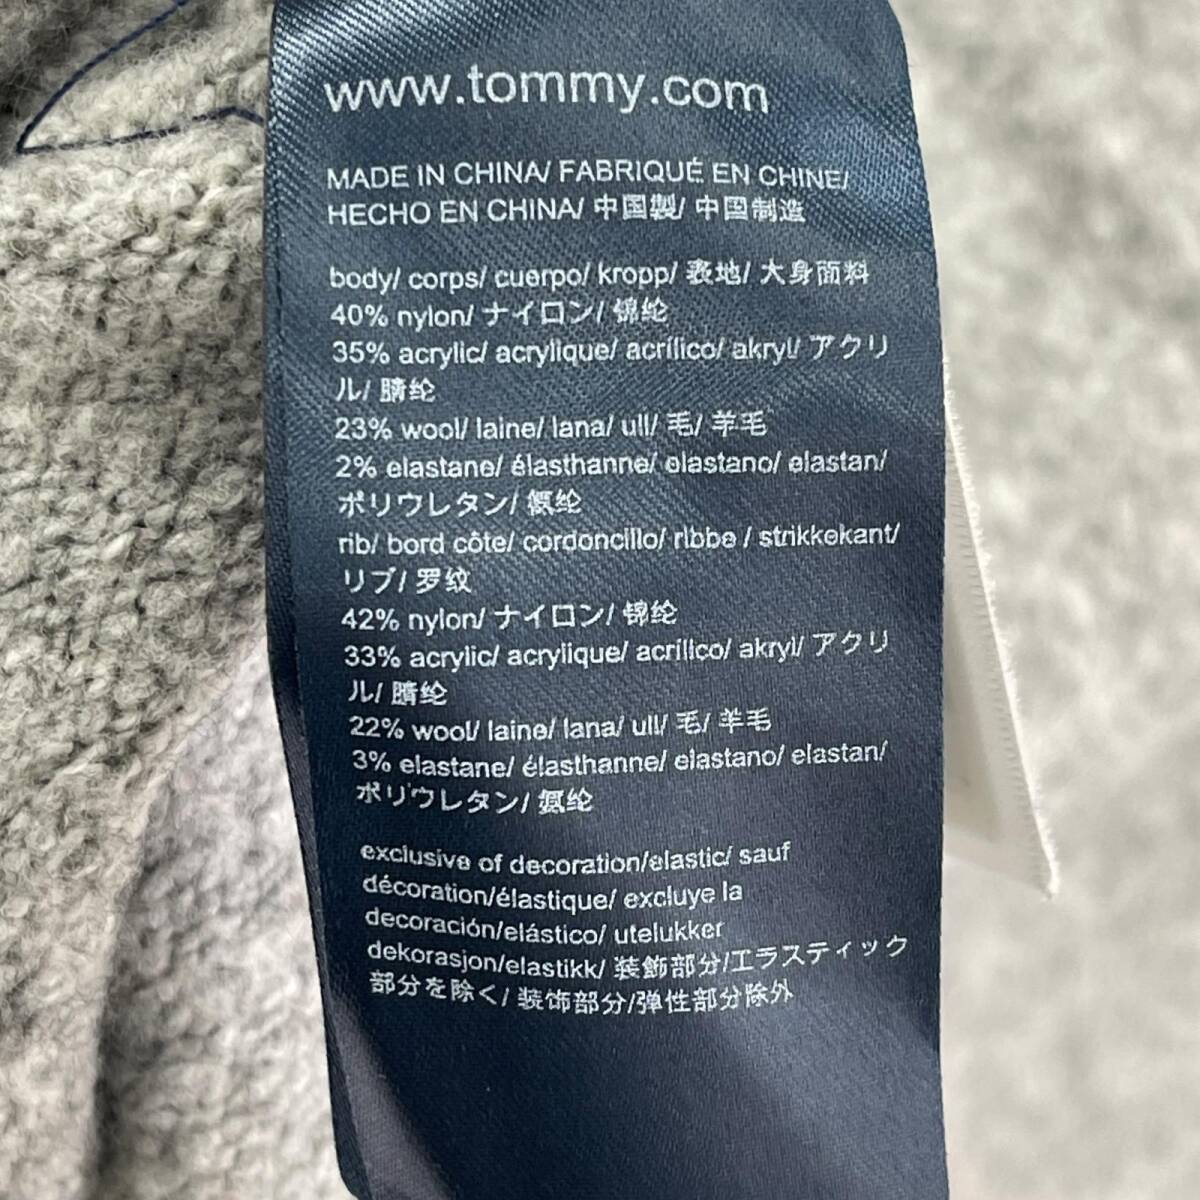 www.tommy.com
MADE IN CHINA/ FABRIQUÉ EN CHINE/
HECHO EN CHINA/ 中国製/ 中国制造
body/ corps/ cuerpo/ kropp/ 表地/ 大身面料
40% nylon/ ナイロン/ 锦纶
35% acrylic/ acrylique/ acrílico/ akryl/ アクリ
ル/ 腈纶
23% wool/ laine/ lana/ ull/ 毛/ 羊毛
2% elastane/ élasthanne/ elastano/ elastan/
ポリウレタン/ 氨纶
rib/ bord côte/ cordoncillo/ ribbe / strikkekant/
リブ/ 罗纹
42% nylon/ ナイロン/ 锦纶
33% acrylic/ acrylique/ acrílico/ akryl/ アクリ
ル/ 腈纶
22% wool/ laine/ lana/ ull/ 毛/ 羊毛
3% elastane/ élasthanne/ elastano/ elastan/
ポリウレタン/ 氨纶
exclusive of decoration/elastic/ sauf
décoration/élastique/ excluye la
decoración/elástico/ utelukker
dekorasjon/elastikk/ 装飾部分/エラスティック
部分を除く/ 装饰部分/弹性部分除外